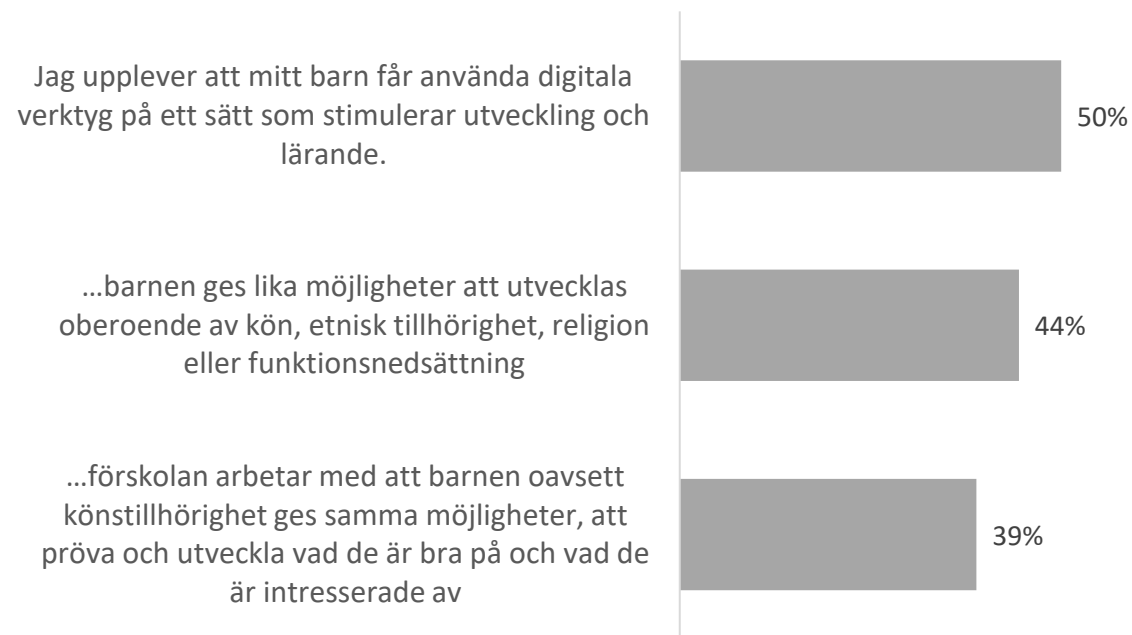 Jag upplever att mitt barn får använda digitala
verktyg på ett sätt som stimulerar utveckling och
lärande.
50%
…barnen ges lika möjligheter att utvecklas
oberoende av kön, etnisk tillhörighet, religion
eller funktionsnedsättning
44%
…förskolan arbetar med att barnen oavsett
könstillhörighet ges samma möjligheter, att
pröva och utveckla vad de är bra på och vad de
är intresserade av
39%